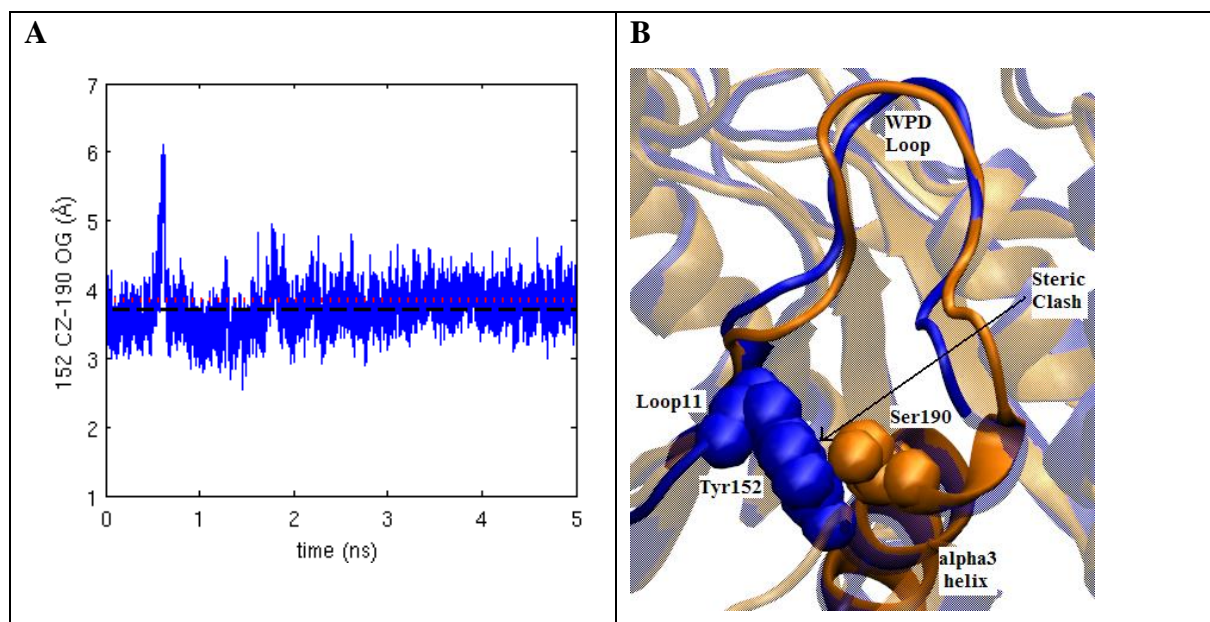 A
7
6
5
4
3
2
1
152 CZ-190 OG (Å)
0
1
2
3
4
5
time (ns)
B
WPD
Loop
Steric
Clash
Loop11
Ser190
Tyr152
alpha3
helix